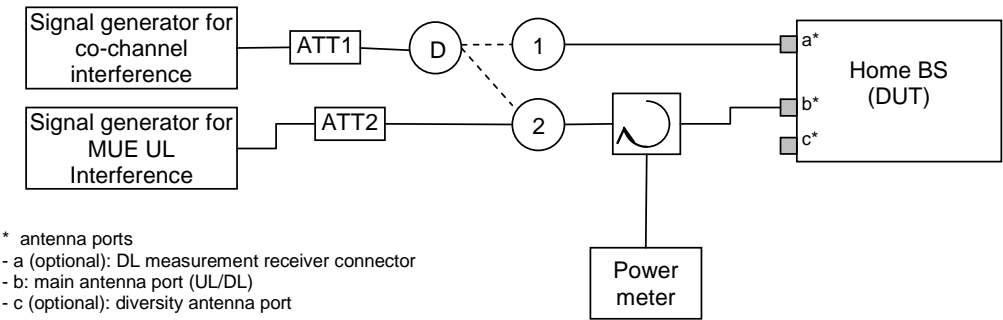 Signal generator for
co-channel
interference
ATT1
D
1
a*
Home BS
(DUT)
b*
c*
Signal generator for
MUE UL
Interference
ATT2
2
Power
meter
* antenna ports
- a (optional): DL measurement receiver connector
- b: main antenna port (UL/DL)
- c (optional): diversity antenna port